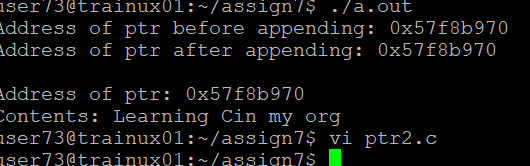 user73@trainux01:~/assign7$ ./a.out
Address of ptr before appending: 0x57f8b970
Address of ptr after appending: 0x57f8b970
Address of ptr: 0x57f8b970
Contents: Learning Cin my org
user73@trainux01:~/assign7$ vi ptr2.c
user73@trainux01:~/assign7$